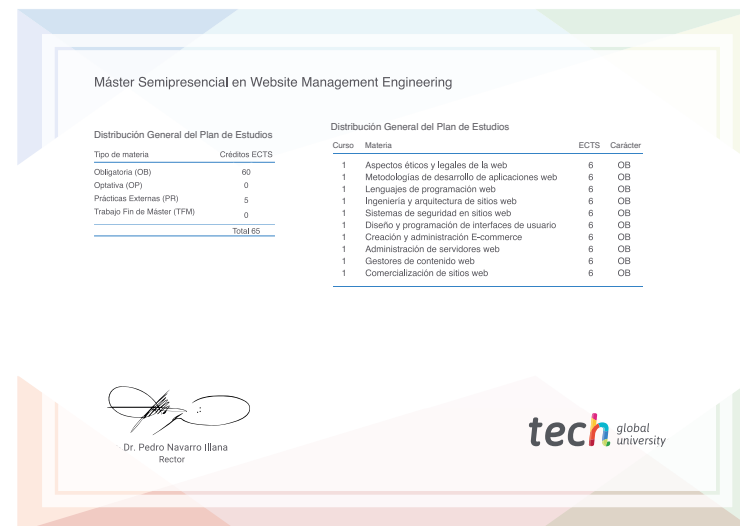 Máster Semipresencial en Website Management Engineering
Distribución General del Plan de Estudios
Tipo de materia Créditos ECTS
Obligatoria (OB) 60
Optativa (OP) 0
Prácticas Externas (PR) 5
Trabajo Fin de Máster (TFM) 0
Total 65
Distribución General del Plan de Estudios
Curso Materia ECTS Carácter
1 Aspectos éticos y legales de la web 6 OB
1 Metodologías de desarrollo de aplicaciones web 6 OB
1 Lenguajes de programación web 6 OB
1 Ingeniería y arquitectura de sitios web 6 OB
1 Sistemas de seguridad en sitios web 6 OB
1 Diseño y programación de interfaces de usuario 6 OB
1 Creación y administración E-commerce 6 OB
1 Administración de servidores web 6 OB
1 Gestores de contenido web 6 OB
1 Comercialización de sitios web 6 OB
Dr. Pedro Navarro Illana
Rector
tech global
university